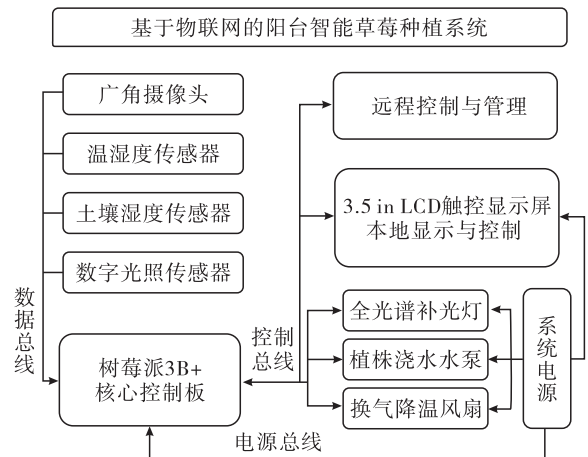 基于物联网的阳台智能草莓种植系统
广角摄像头
温湿度传感器
土壤湿度传感器
数字光照传感器
数据总线
树莓派3B+
核心控制板
控制
总线
远程控制与管理
3.5 in LCD触控显示屏
本地显示与控制
全光谱补光灯
植株浇水水泵
换气降温风扇
系统电源
电源总线